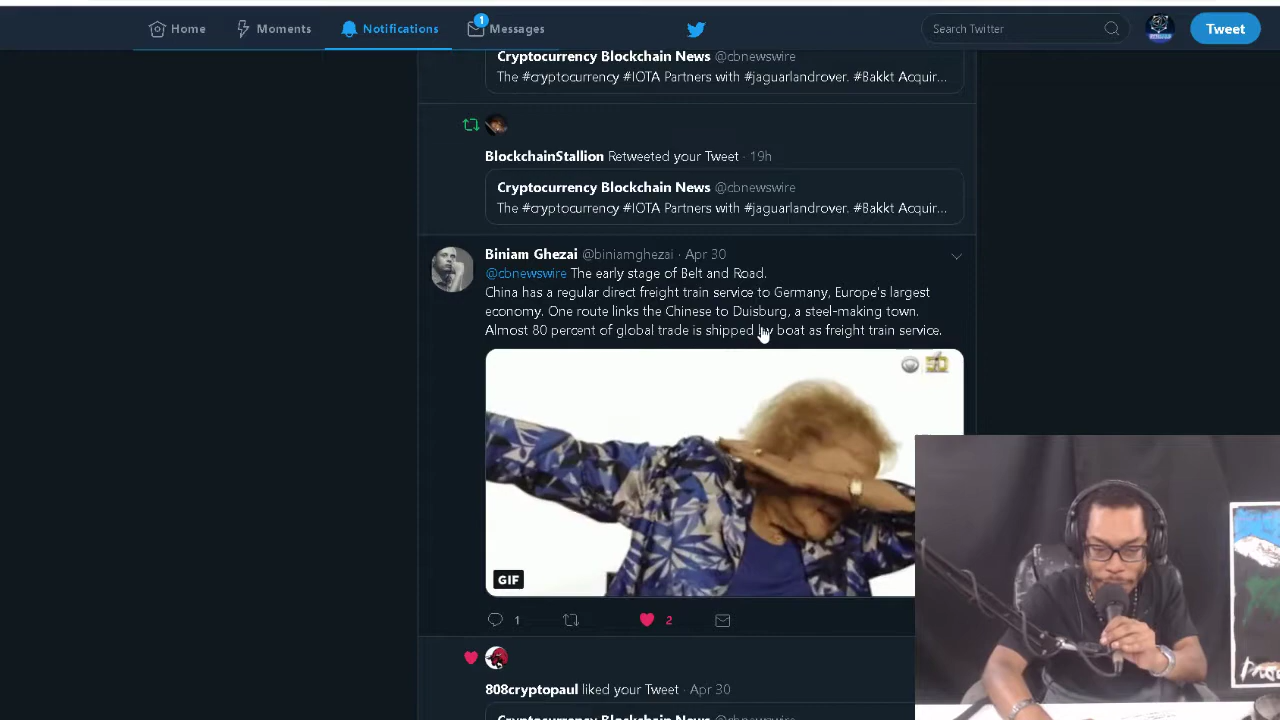 Home Moments Notifications 1 Messages Search Twitter Tweet
Cryptocurrency Blockchain News @cbnewswire
The #cryptocurrency #IOTA Partners with #jaguarlandrover. #Bakkt Acquir...
BlockchainStallion Retweeted your Tweet · 19h
Cryptocurrency Blockchain News @cbnewswire
The #cryptocurrency #IOTA Partners with #jaguarlandrover. #Bakkt Acquir...
Biniam Ghezai @biniamghezai · Apr 30
@cbnewswire The early stage of Belt and Road.
China has a regular direct freight train service to Germany, Europe's largest
economy. One route links the Chinese to Duisburg, a steel-making town.
Almost 80 percent of global trade is shipped by boat as freight train service.
50
GIF
1 2
808cryptopaul liked your Tweet · Apr 30
Cryptocurrency Blockchain News @cbnewswire